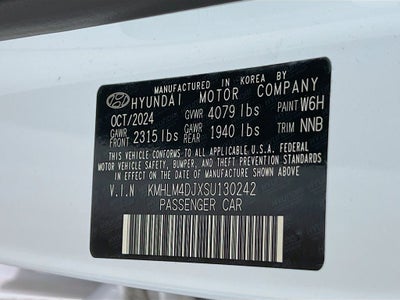 MANUFACTURED IN KOREA BY
HYUNDAI MOTOR COMPANY
OCT/2024 GVWR 4079 lbs PAINT W6H
GAWR FRONT 2315 lbs GAWR REAR 1940 lbs TRIM NNB
THIS VEHICLE CONFORMS TO ALL APPLICABLE U.S.A. FEDERAL
MOTOR VEHICLE SAFETY, BUMPER, AND THEFT PREVENTION STANDARDS
IN EFFECT ON THE DATE OF MANUFACTURE SHOWN ABOVE.
V.I.N KMHLM4DJXSU130242
PASSENGER CAR